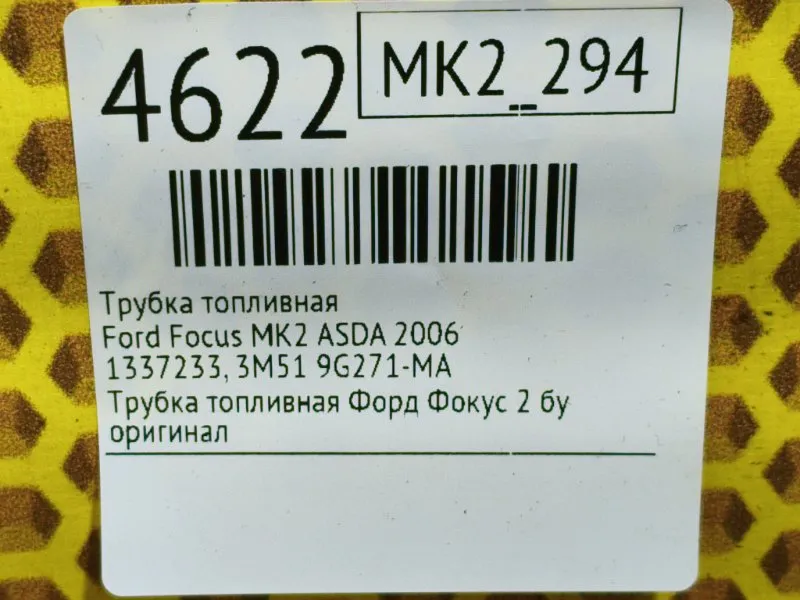 4622
MK2_294
Трубка топливная
Ford Focus MK2 ASDA 2006
1337233, 3M51 9G271-MA
Трубка топливная Форд Фокус 2 бу
оригинал